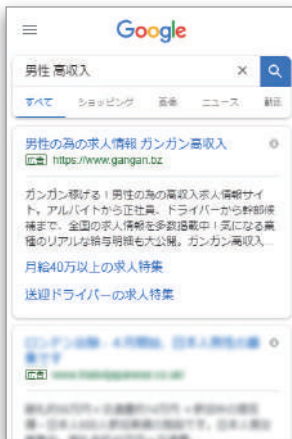 Google
男性 高収入 ×
すべて ショッピング 画像 ニュース 動画
男性の為の求人情報 ガンガン高収入
広告 https://www.gangan.bz
ガンガン稼げる！男性の為の高収入求人情報サイ
ト。アルバイトから正社員、ドライバーから幹部候
補まで、全国の求人情報を多数掲載中！気になる業
種のリアルな給与明細も大公開。ガンガン高収入...
月給40万以上の求人特集
送迎ドライバーの求人特集
広告